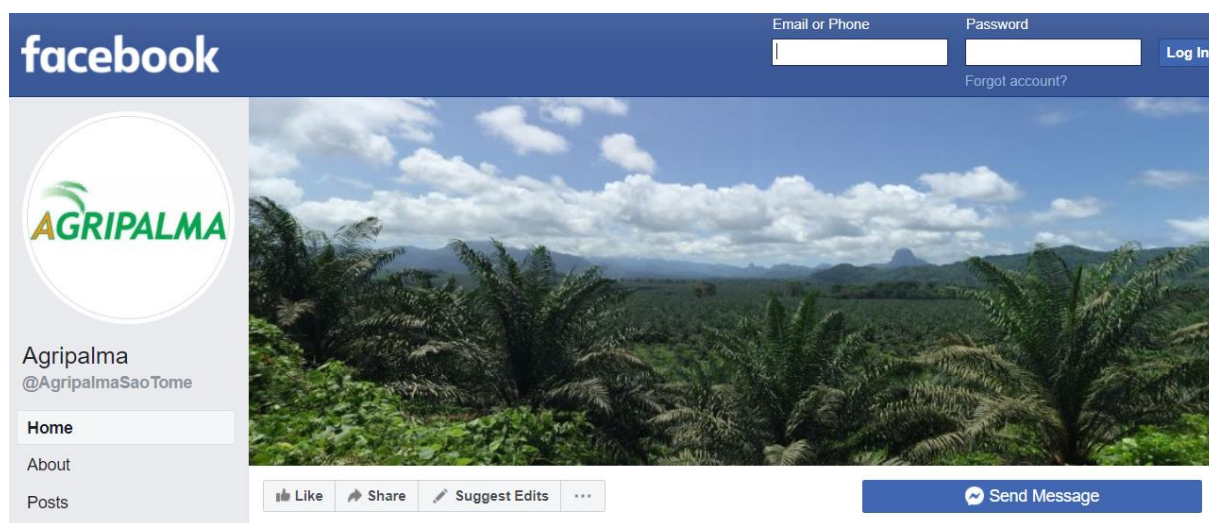 facebook
Email or Phone
Password
Log In
Forgot account?
AGRIPALMA
Agripalma
@AgripalmaSaoTome
Home
About
Posts
Like
Share
Suggest Edits
...
Send Message